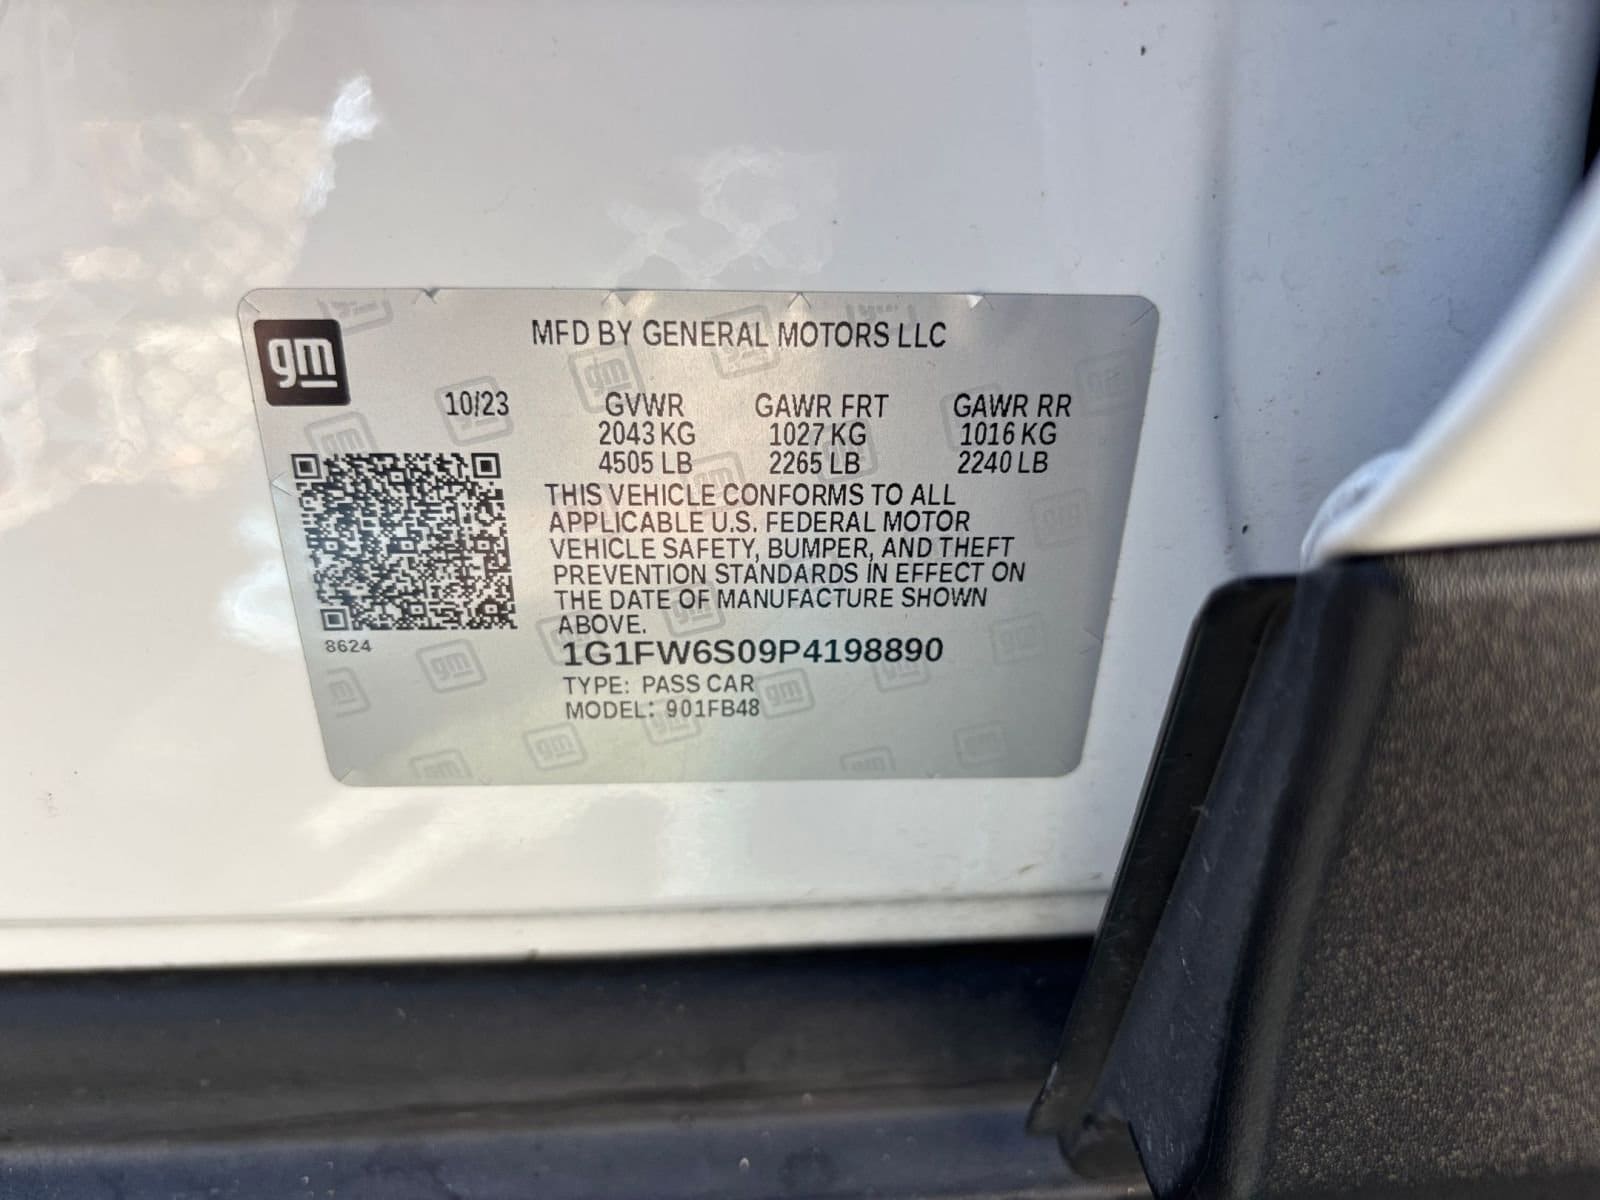 gm
MFD BY GENERAL MOTORS LLC
10/23 GVWR GAWR FRT GAWR RR
2043 KG 1027 KG 1016 KG
4505 LB 2265 LB 2240 LB
THIS VEHICLE CONFORMS TO ALL
APPLICABLE U.S. FEDERAL MOTOR
VEHICLE SAFETY, BUMPER, AND THEFT
PREVENTION STANDARDS IN EFFECT ON
THE DATE OF MANUFACTURE SHOWN
ABOVE.
8624
1G1FW6S09P4198890
TYPE: PASS CAR
MODEL: 901FB48